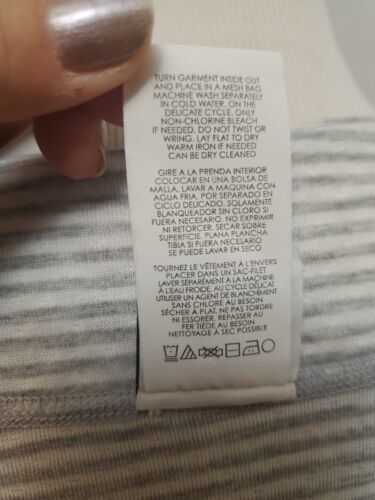 TURN GARMENT INSIDE OUT
AND PLACE IN A MESH BAG
MACHINE WASH SEPARATELY
IN COLD WATER, ON THE
DELICATE CYCLE, ONLY
NON-CHLORINE BLEACH
IF NEEDED. DO NOT TWIST OR
WRING. LAY FLAT TO DRY
WARM IRON IF NEEDED
CAN BE DRY CLEANED
GIRE A LA PRENDA INTERIOR
COLOCAR EN UNA BOLSA DE
MALLA, LAVAR A MAQUINA CON
AGUA FRIA, POR SEPARADO EN
CICLO DELICADO. SOLAMENTE
BLANQUEADOR SIN CLORO SI
FUERA NECESARIO. NO EXPRIMIR
NI RETORCER. SECAR SOBRE
SUPERFICIE. PLANA PLANCHA
TIBIA SI FUERA NECESARIO
SE PUEDE LAVAR EN SECO
TOURNEZ LE VÊTEMENT À L'ENVERS
PLACER DANS UN SAC-FILET
LAVER SÉPARÉMENT À LA MACHINE
À L'EAU FROIDE, AU CYCLE DÉLICAT
UTILISER UN AGENT DE BLANCHIMENT
SANS CHLORE AU BESOIN
SÉCHER À PLAT, NE PAS TORDRE
NI ESSORER. REPASSER AU
FER TIÈDE AU BESOIN
NETTOYAGE À SEC POSSIBLE